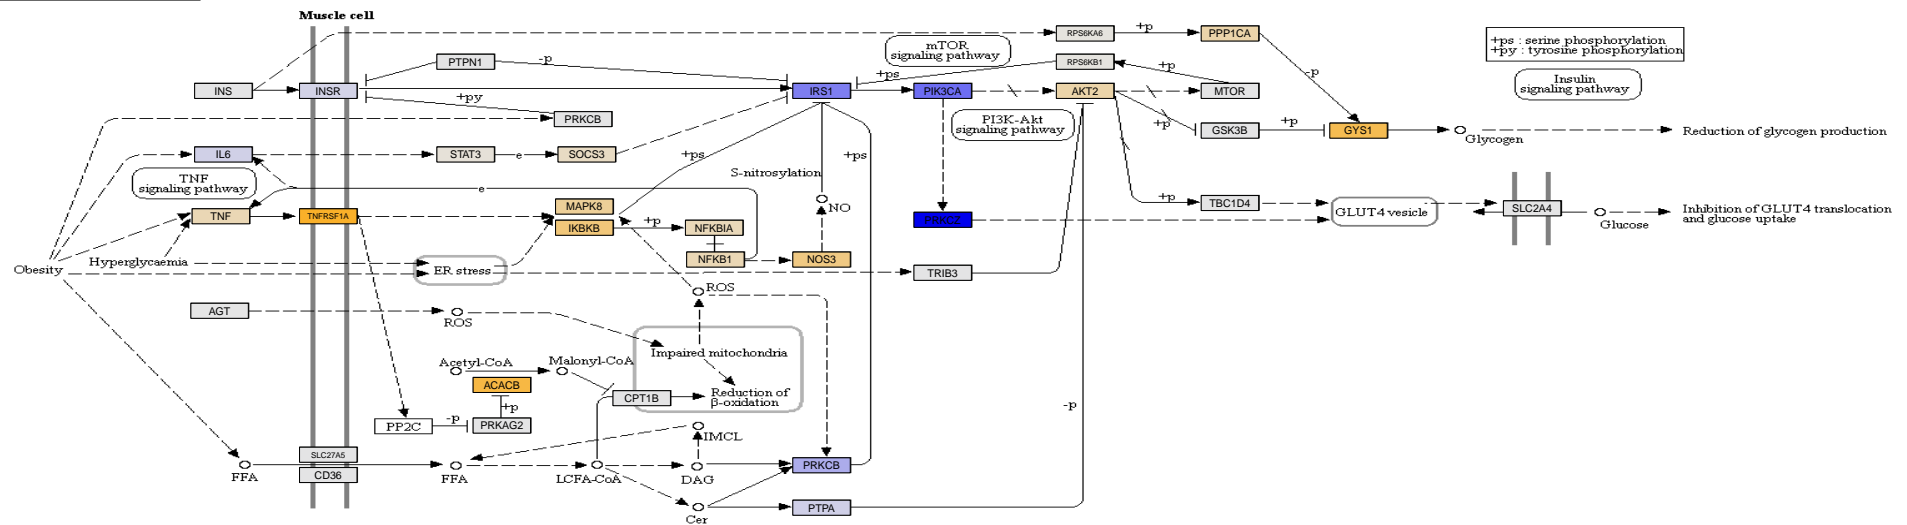 Muscle cell
RPS6KA6
+p
PPP1CA
+ps : serine phosphorylation
+py : tyrosine phosphorylation
mTOR
signaling pathway
PTPN1
-p
RPS6KB1
+ps
+p
-p
Insulin
signaling pathway
INS
INSR
IRS1
PIK3CA
AKT2
MTOR
+py
PRKCB
PI3K-Akt
signaling pathway
+p
GSK3B
+p
GYS1
Glycogen
Reduction of glycogen production
IL6
STAT3
e
SOCS3
+ps
+ps
TNF
signaling pathway
S-nitrosylation
e
TNF
TNFRSF1A
MAPK8
IKBKB
+p
NFKBIA
NO
PRKCZ
+p
TBC1D4
GLUT4 vesicle
SLC2A4
Glucose
Inhibition of GLUT4 translocation
and glucose uptake
Obesity
Hyperglycaemia
ER stress
NFKB1
NOS3
TRIB3
ROS
AGT
ROS
Impaired mitochondria
Acetyl-CoA
Malonyl-CoA
ACACB
CPT1B
Reduction of
β-oxidation
+p
-p
PP2C
-p
PRKAG2
IMCL
SLC27A5
CD36
FFA
FFA
LCFA-CoA
DAG
PRKCB
Cer
PTPA